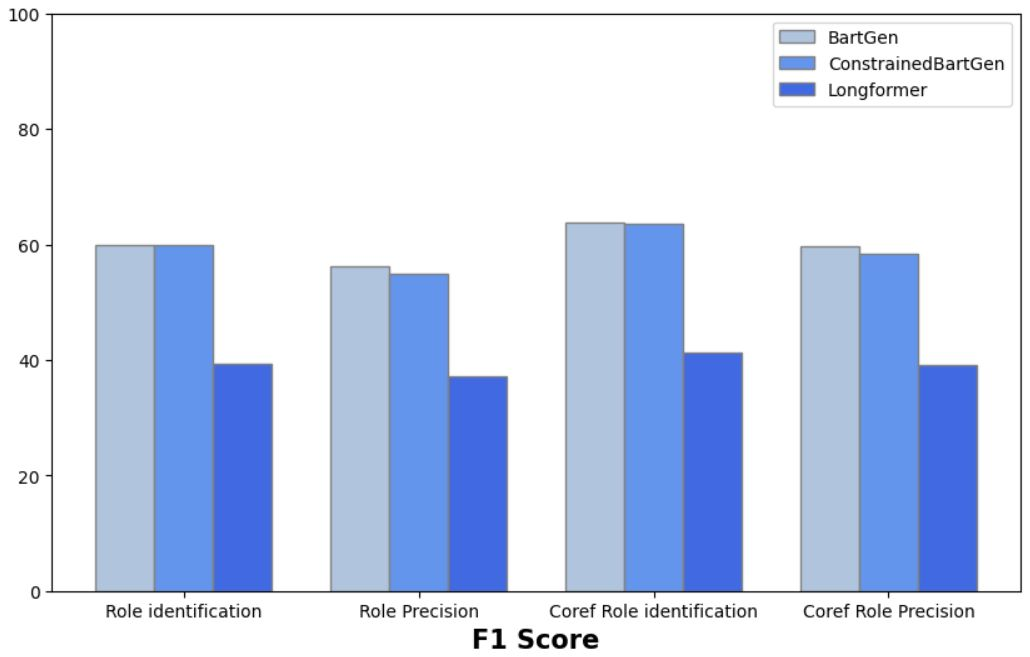 100
80
60
40
20
0
BartGen
ConstrainedBartGen
Longformer
Role identification
Role Precision
Coref Role identification
Coref Role Precision
F1 Score